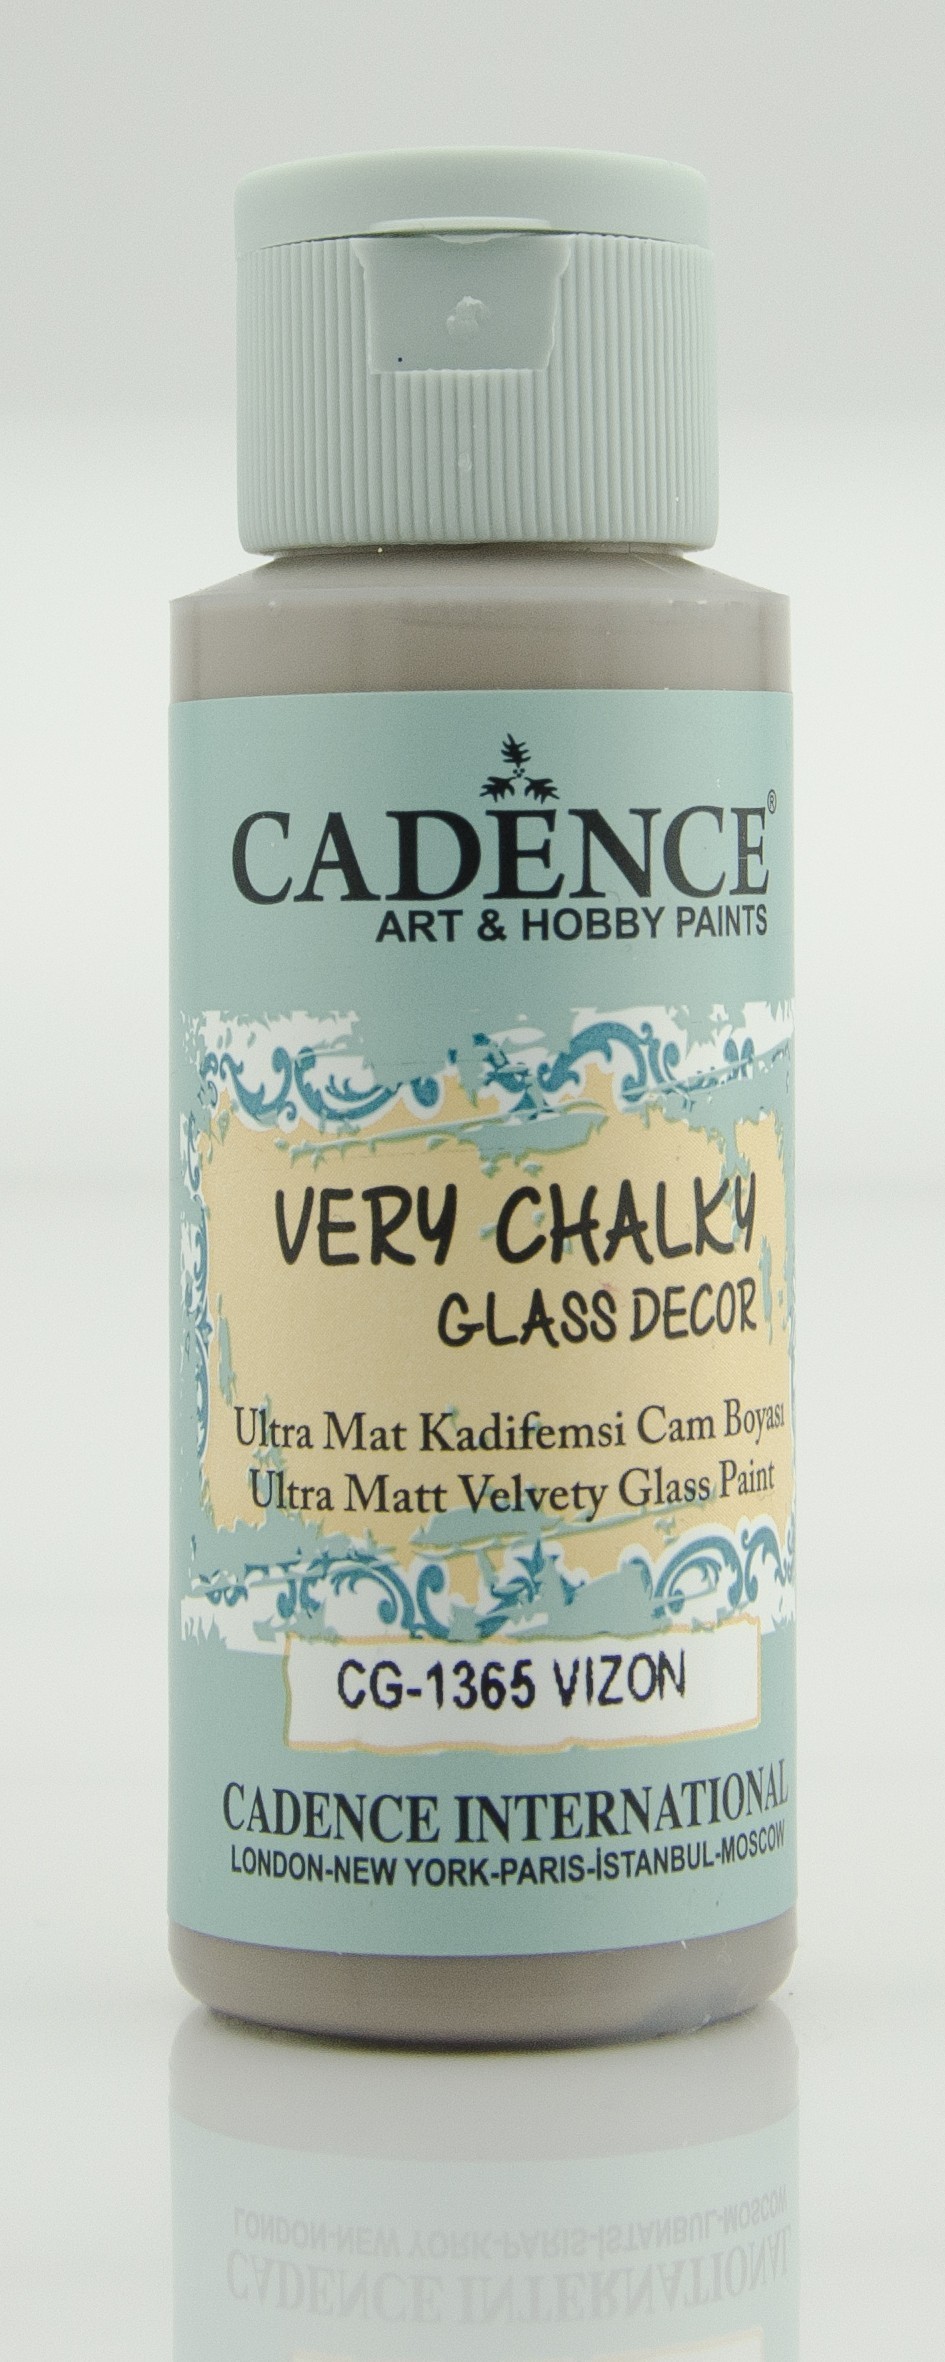 CADENCE®
ART & HOBBY PAINTS
VERY CHALKY
GLASS DECOR
Ultra Mat Kadifemsi Cam Boyası
Ultra Matt Velvety Glass Paint
CG-1365 VIZON
CADENCE INTERNATIONAL
LONDON-NEW YORK-PARIS-İSTANBUL-MOSCOW